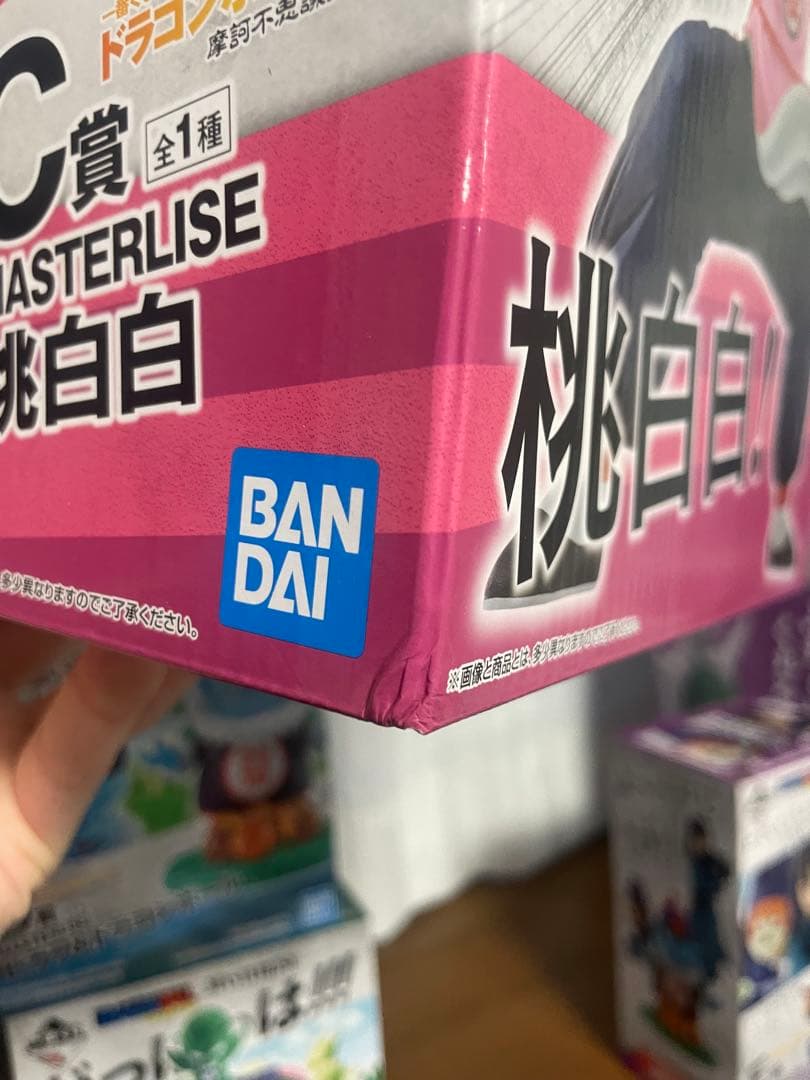 ドラゴンボ
摩訶不思議
C賞
全1種
MASTERLISE
桃白白
BAN
DAI
多少異なりますのでご了承ください。
桃白白!
※画像と商品とは、多少異なりますのでご了承ください。
は!!!!